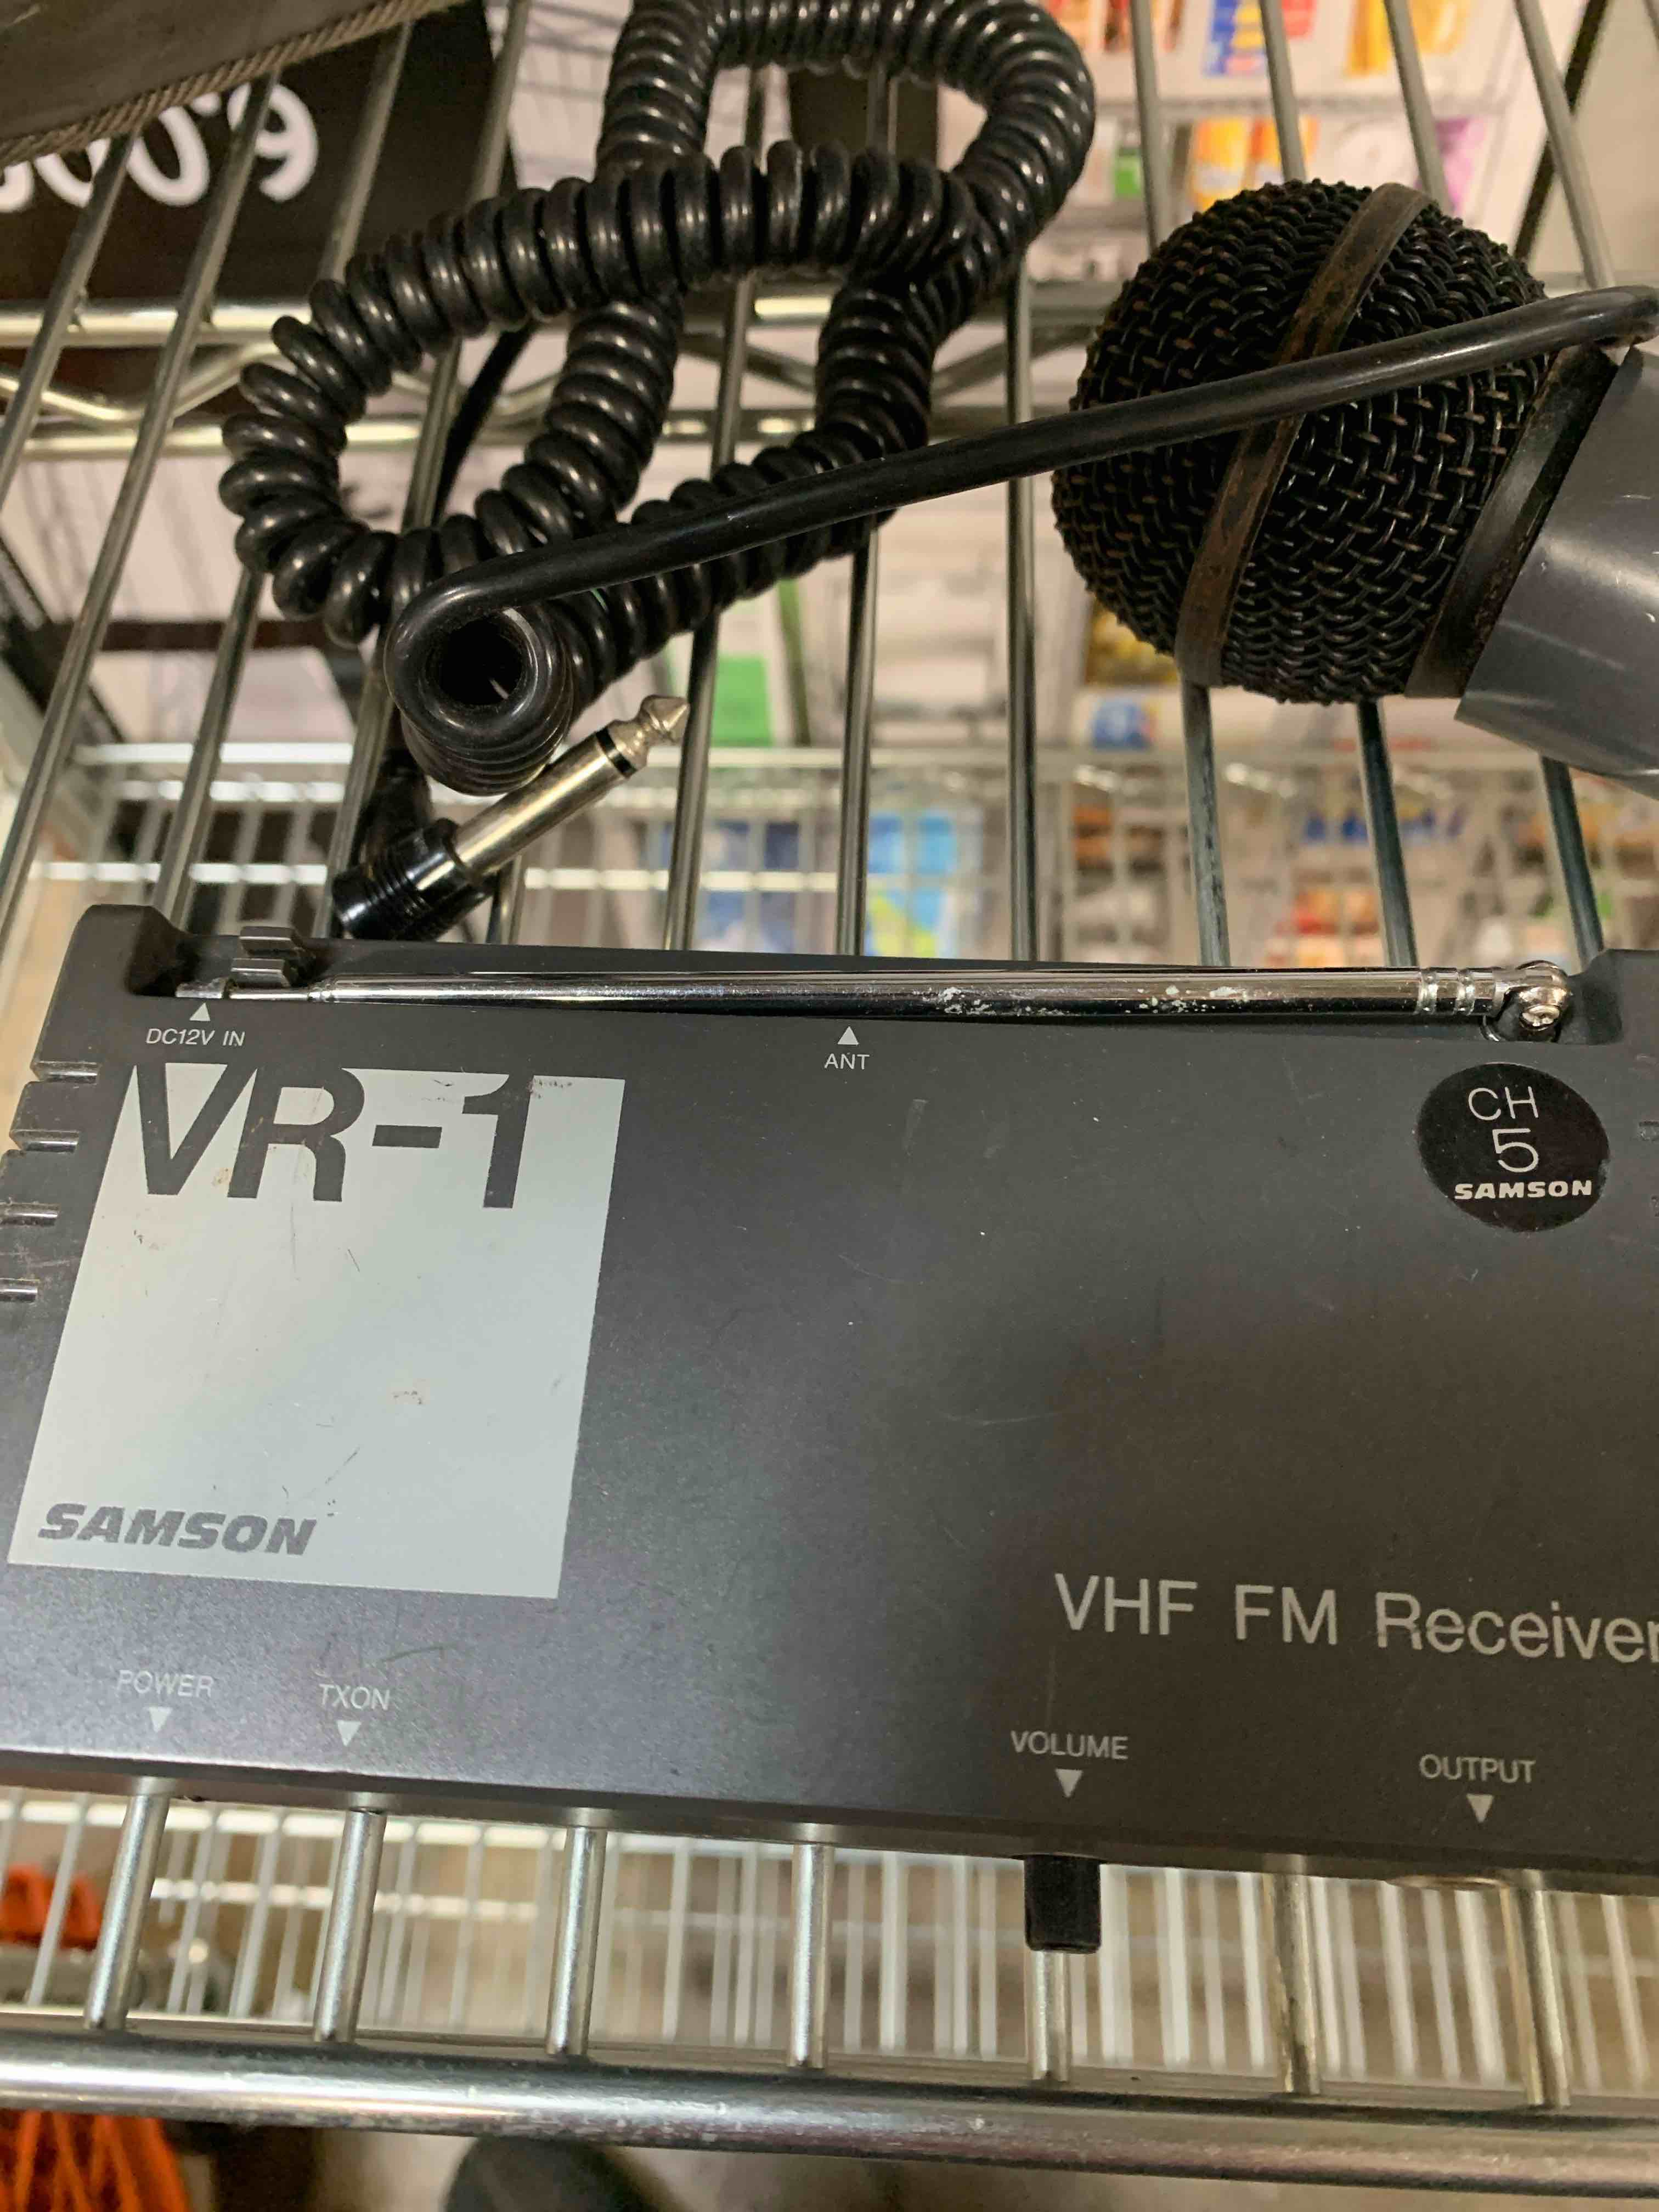 DC12V IN
ANT
VR-1
CH
5
SAMSON
SAMSON
VHF FM Receiver
POWER
TXON
VOLUME
OUTPUT